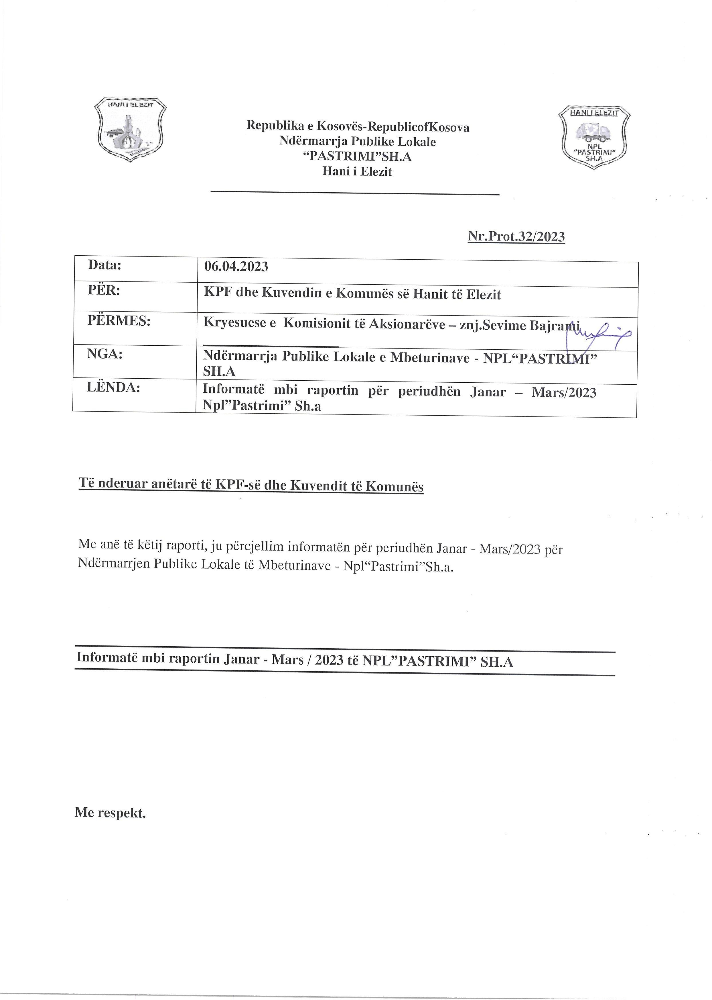 HANI I ELEZIT
HANI I ELEZIT
NPL
"PASTRIMI"
SH.A
Republika e Kosovës-RepublicofKosova
Ndërmarrja Publike Lokale
“PASTRIMI”SH.A
Hani i Elezit
Nr.Prot.32/2023
Data: 06.04.2023
PËR: KPF dhe Kuvendin e Komunës së Hanit të Elezit
PËRMES: Kryesuese e Komisionit të Aksionarëve – znj.Sevime Bajrami
NGA: Ndërmarrja Publike Lokale e Mbeturinave - NPL“PASTRIMI”
SH.A
LËNDA: Informatë mbi raportin për periudhën Janar – Mars/2023
Npl”Pastrimi” Sh.a
Të nderuar anëtarë të KPF-së dhe Kuvendit të Komunës
Me anë të këtij raporti, ju përcjellim informatën për periudhën Janar - Mars/2023 për
Ndërmarrjen Publike Lokale të Mbeturinave - Npl“Pastrimi”Sh.a.
Informatë mbi raportin Janar - Mars / 2023 të NPL”PASTRIMI” SH.A
Me respekt.